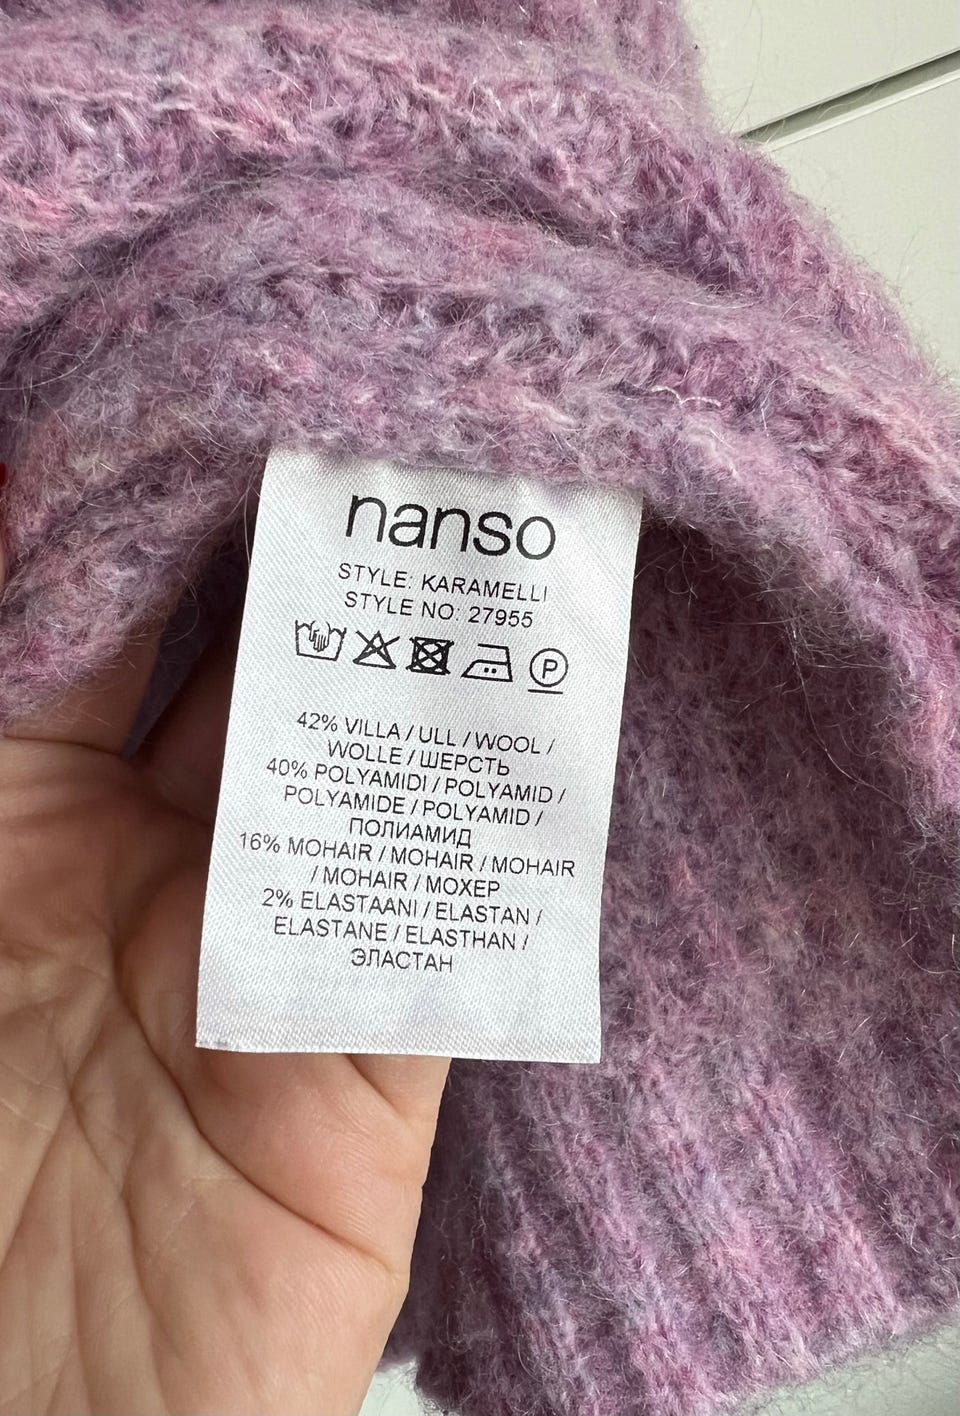 nanso
STYLE: KARAMELLI
STYLE NO: 27955
P
42% VILLA / ULL / WOOL /
WOLLE / ШЕРСТЬ
40% POLYAMIDI / POLYAMID /
POLYAMIDE / POLYAMID /
ПОЛИАМИД
16% MOHAIR / MOHAIR / MOHAIR
/ MOHAIR / МОХЕР
2% ELASTAANI / ELASTAN /
ELASTANE / ELASTHAN /
ЭЛАСТАН